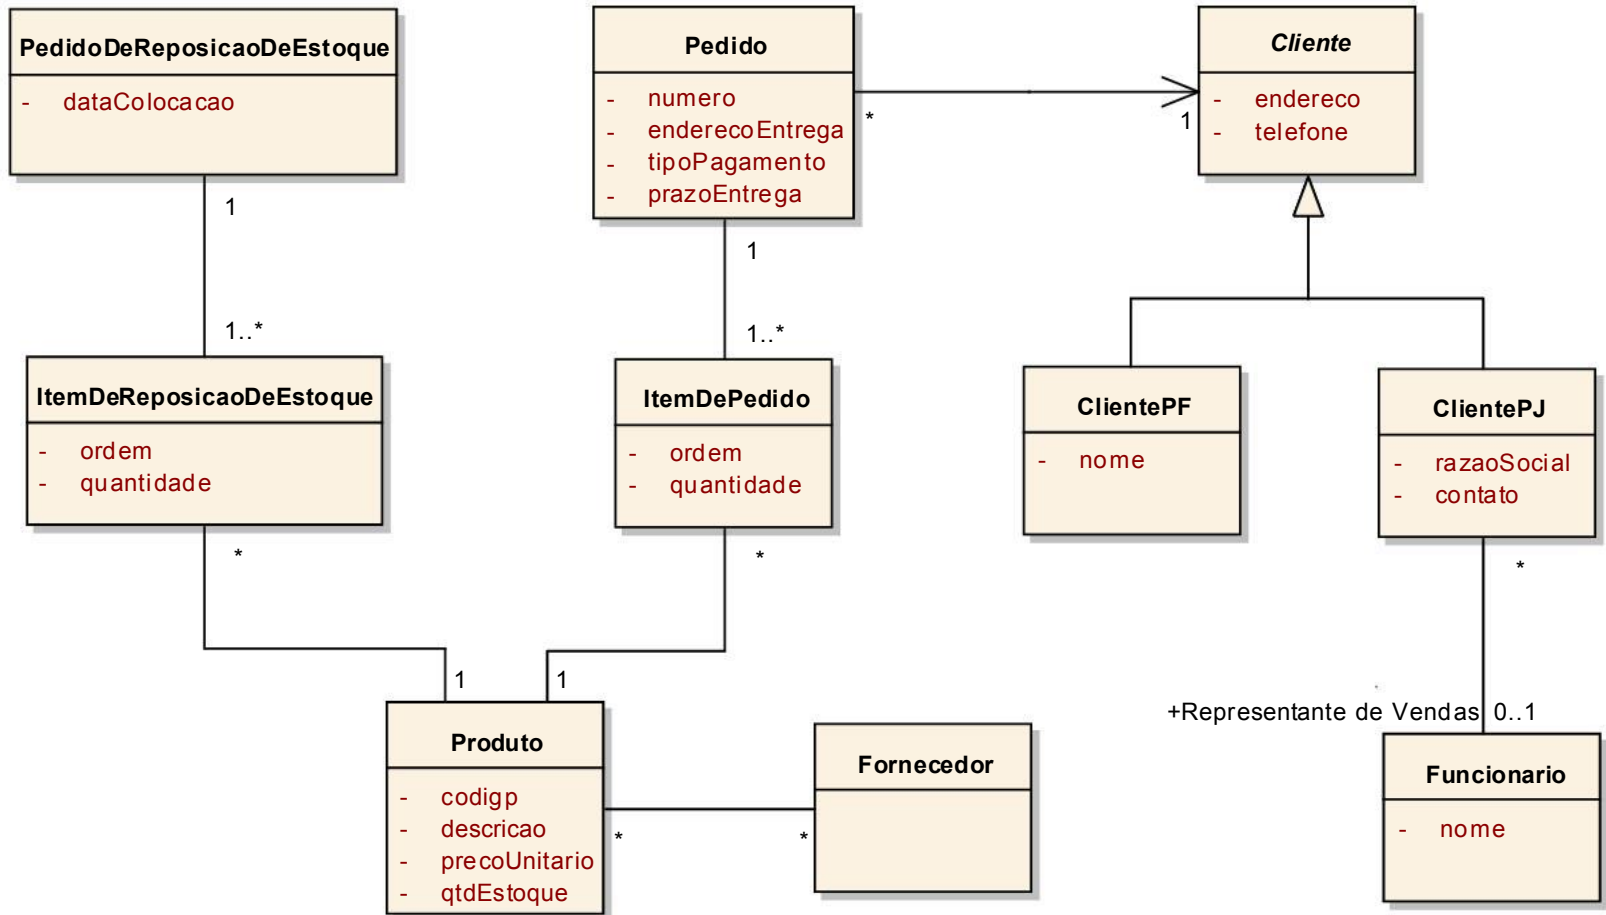 PedidoDeReposicaoDeEstoque
- dataColocacao
1
1..*
ItemDeReposicaoDeEstoque
- ordem
- quantidade
*
1
Pedido
- numero
- enderecoEntrega
- tipoPagamento
- prazoEntrega
*
1
1
1..*
ItemDePedido
- ordem
- quantidade
*
1
Cliente
- endereco
- telefone
ClientePF
- nome
ClientePJ
- razaoSocial
- contato
*
+Representante de Vendas 0..1
Funcionario
- nome
Produto
- codigp
- descricao
- precoUnitario
- qtdEstoque
*
*
Fornecedor